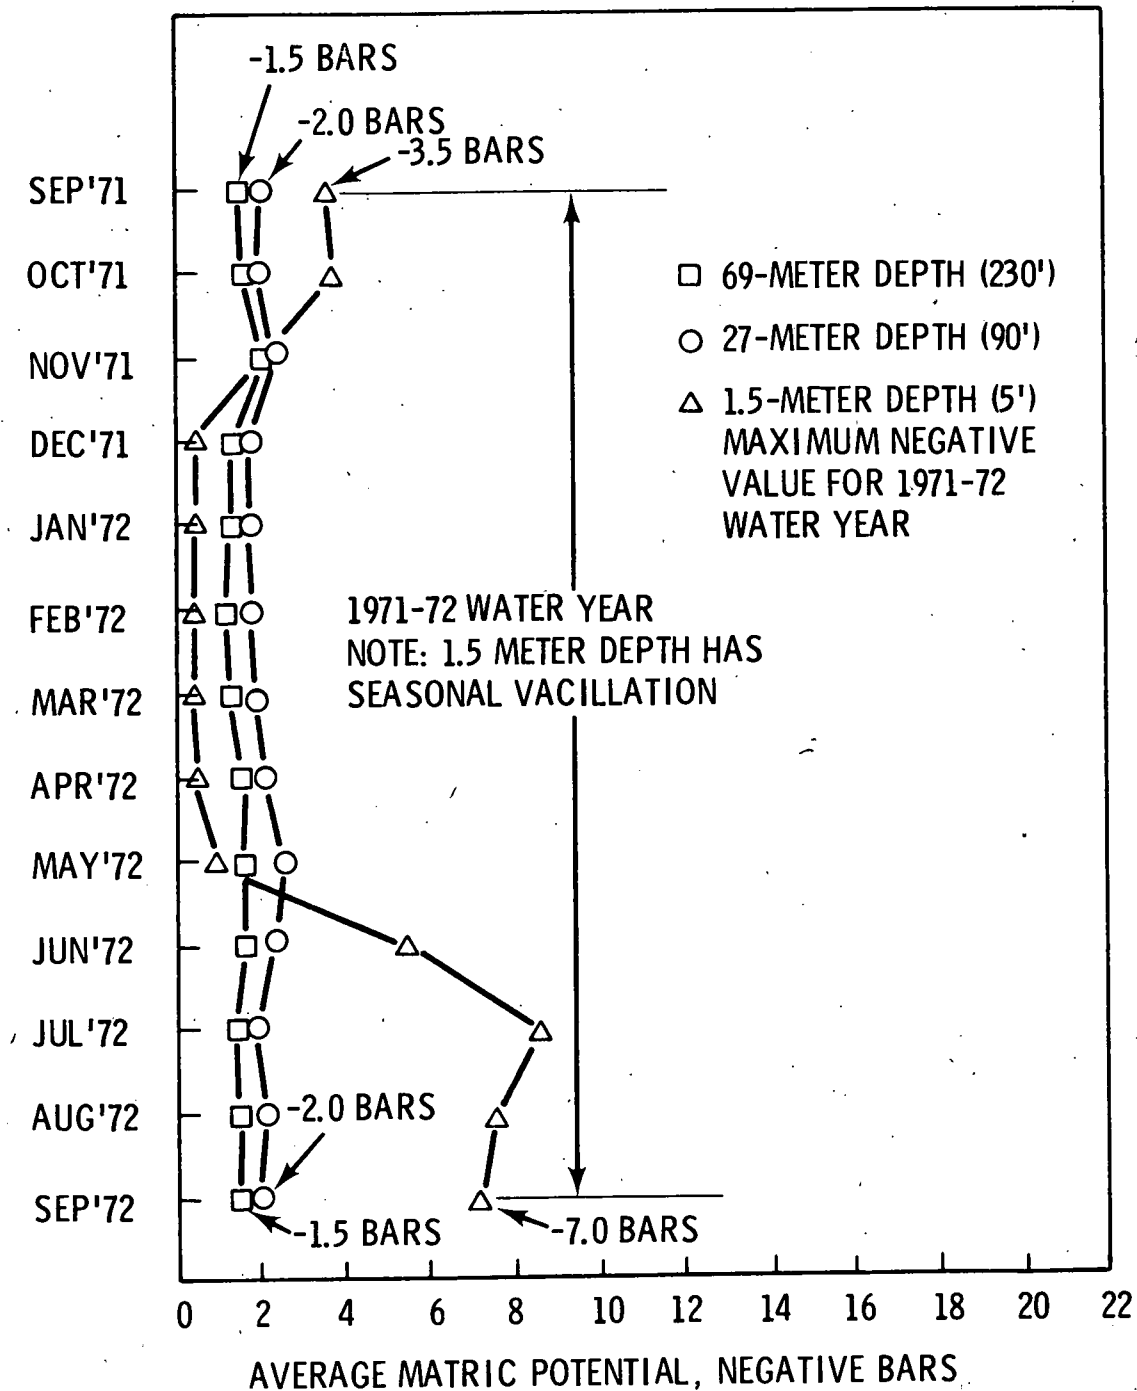 -1.5 BARS
-2.0 BARS
-3.5 BARS
SEP'71
OCT'71
NOV'71
DEC'71
JAN'72
FEB'72
MAR'72
APR'72
MAY'72
JUN'72
JUL'72
AUG'72
SEP'72
69-METER DEPTH (230')
27-METER DEPTH (90')
1.5-METER DEPTH (5')
MAXIMUM NEGATIVE
VALUE FOR 1971-72
WATER YEAR
1971-72 WATER YEAR
NOTE: 1.5 METER DEPTH HAS
SEASONAL VACILLATION
-2.0 BARS
-1.5 BARS
-7.0 BARS
0 2 4 6 8 10 12 14 16 18 20 22
AVERAGE MATRIC POTENTIAL, NEGATIVE BARS